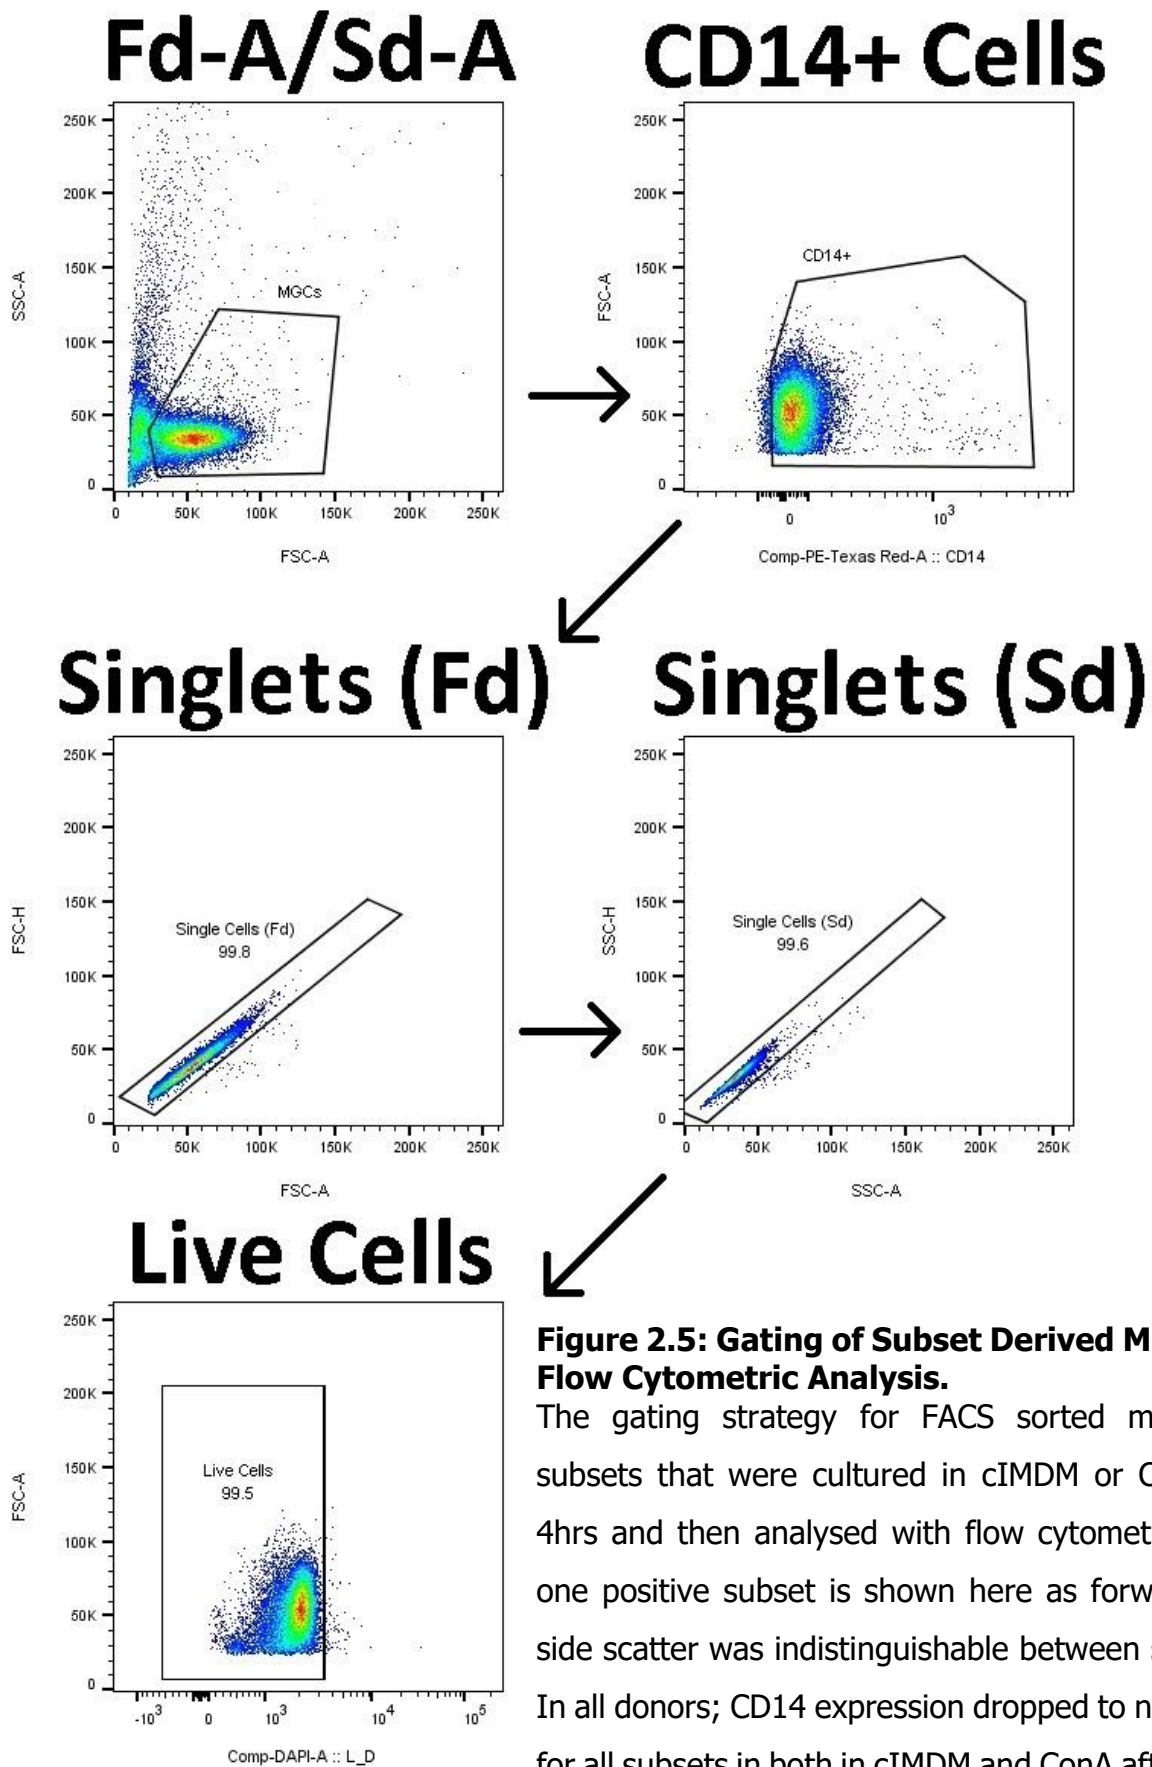 Fd-A/Sd-A
CD14+ Cells
250K
200K
150K
100K
50K
0
SSC-A
MGCs
0 50K 100K 150K 200K 250K
FSC-A
250K
200K
150K
100K
50K
0
FSC-A
CD14+
0 10³
Comp-PE-Texas Red-A :: CD14
Singlets (Fd)
Singlets (Sd)
250K
200K
150K
100K
50K
0
FSC-H
Single Cells (Fd)
99.8
0 50K 100K 150K 200K 250K
FSC-A
250K
200K
150K
100K
50K
0
SSC-H
Single Cells (Sd)
99.6
0 50K 100K 150K 200K 250K
SSC-A
Live Cells
250K
200K
150K
100K
50K
0
FSC-A
Live Cells
99.5
-10³ 0 10³ 10⁴ 10⁵
Comp-DAPI-A :: L_D
Figure 2.5: Gating of Subset Derived M
Flow Cytometric Analysis.
The gating strategy for FACS sorted m
subsets that were cultured in cIMDM or
4hrs and then analysed with flow cytomet
one positive subset is shown here as forw
side scatter was indistinguishable between
In all donors; CD14 expression dropped to n
for all subsets in both in cIMDM and ConA aft